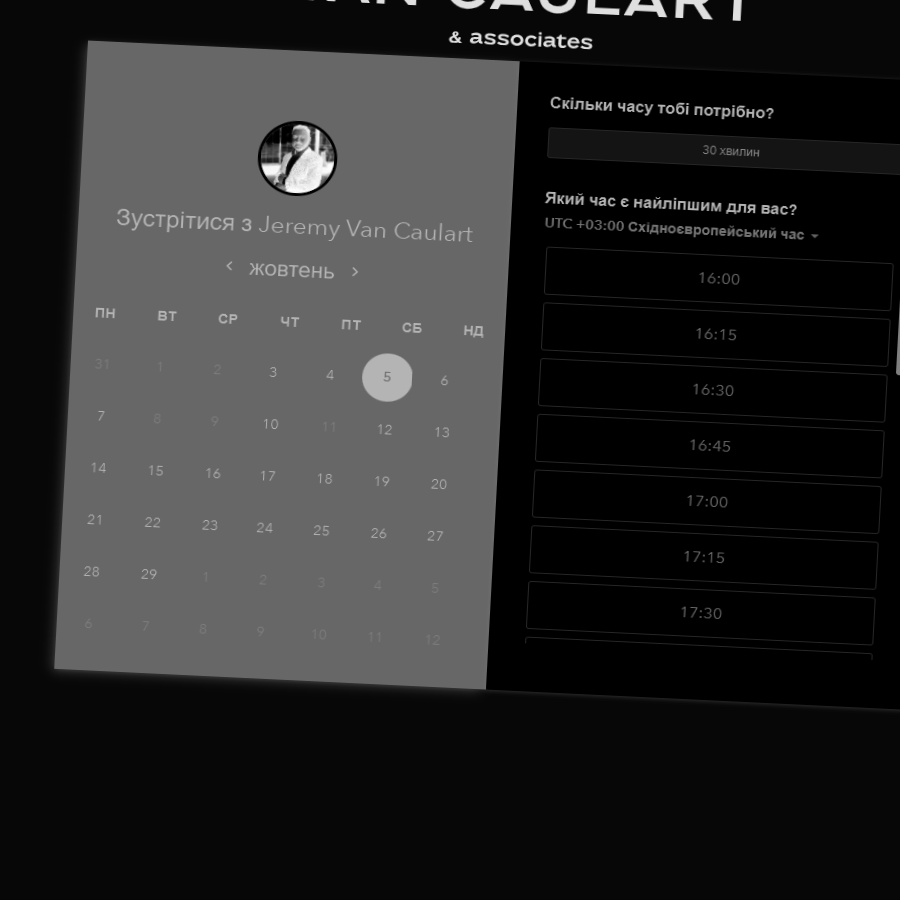 CAULART
& associates
Зустрітися з Jeremy Van Caulart
жовтень
ПН ВТ СР ЧТ ПТ СБ НД
31 1 2 3 4 5 6
7 8 9 10 11 12 13
14 15 16 17 18 19 20
21 22 23 24 25 26 27
28 29 1 2 3 4 5
6 7 8 9 10 11 12
Скільки часу тобі потрібно?
30 хвилин
Який час є найліпшим для вас?
UTC +03:00 Східноєвропейський час
16:00
16:15
16:30
16:45
17:00
17:15
17:30